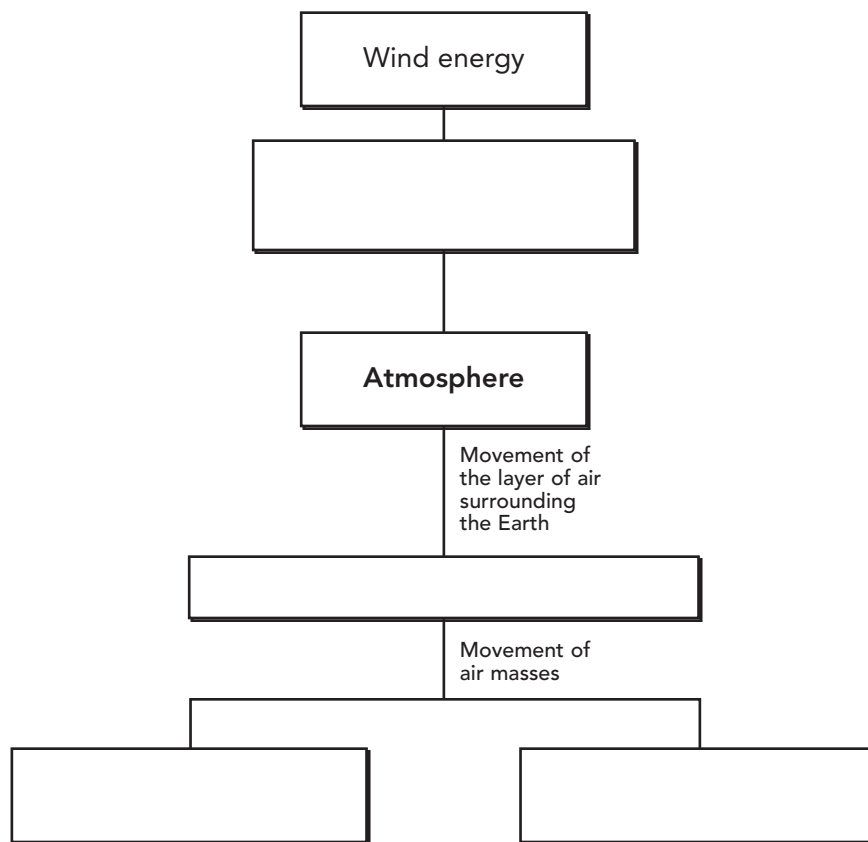 Wind energy
Atmosphere
Movement of
the layer of air
surrounding
the Earth
Movement of
air masses